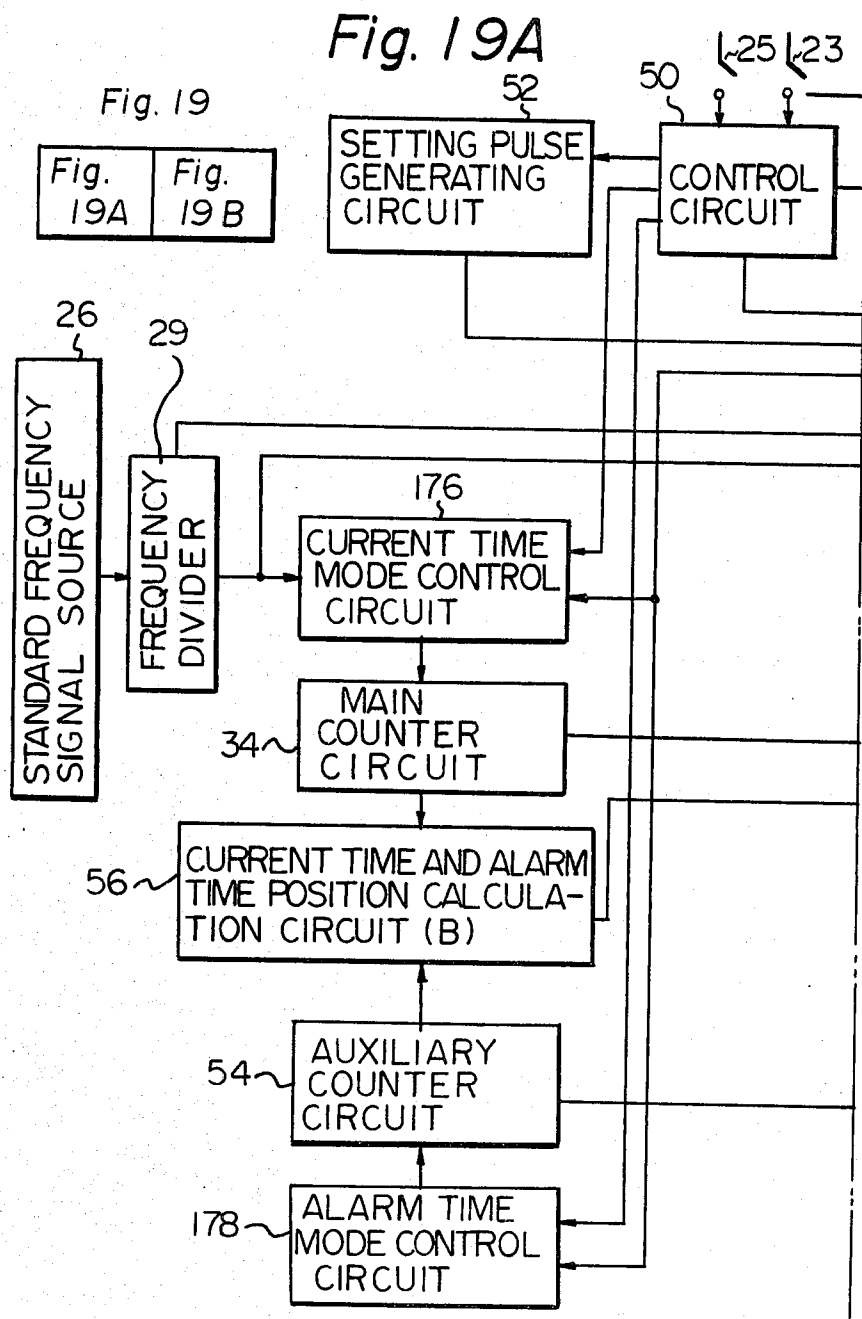 Fig. 19A
Fig. 19
Fig.
19A
Fig.
19B
52
SETTING PULSE
GENERATING
CIRCUIT
50
25
23
CONTROL
CIRCUIT
26
STANDARD FREQUENCY
SIGNAL SOURCE
29
FREQUENCY
DIVIDER
176
CURRENT TIME
MODE CONTROL
CIRCUIT
34
MAIN
COUNTER
CIRCUIT
56
CURRENT TIME AND ALARM
TIME POSITION CALCULA-
TION CIRCUIT (B)
54
AUXILIARY
COUNTER
CIRCUIT
178
ALARM TIME
MODE CONTROL
CIRCUIT